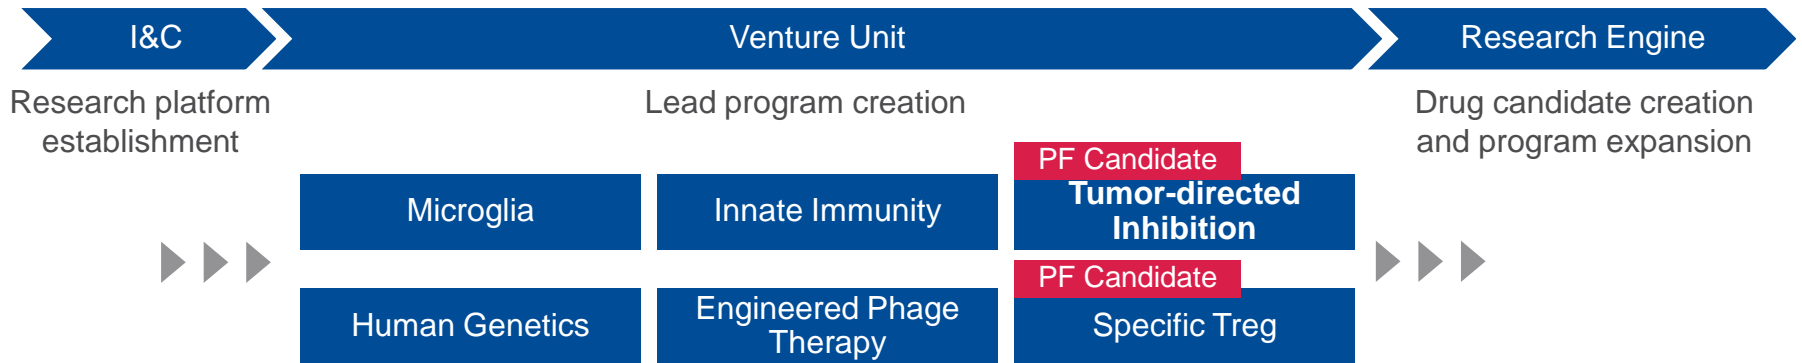 I&C
Venture Unit
Research Engine
Research platform
establishment
Lead program creation
Drug candidate creation
and program expansion
Microglia
Innate Immunity
PF Candidate
Tumor-directed
Inhibition
Human Genetics
Engineered Phage
Therapy
PF Candidate
Specific Treg